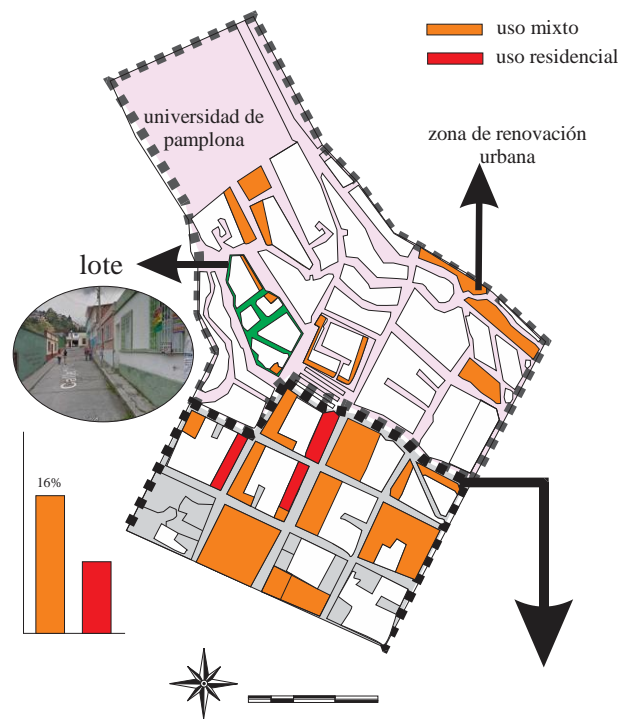 uso mixto
uso residencial
universidad de
pamplona
zona de renovación
urbana
lote
16%